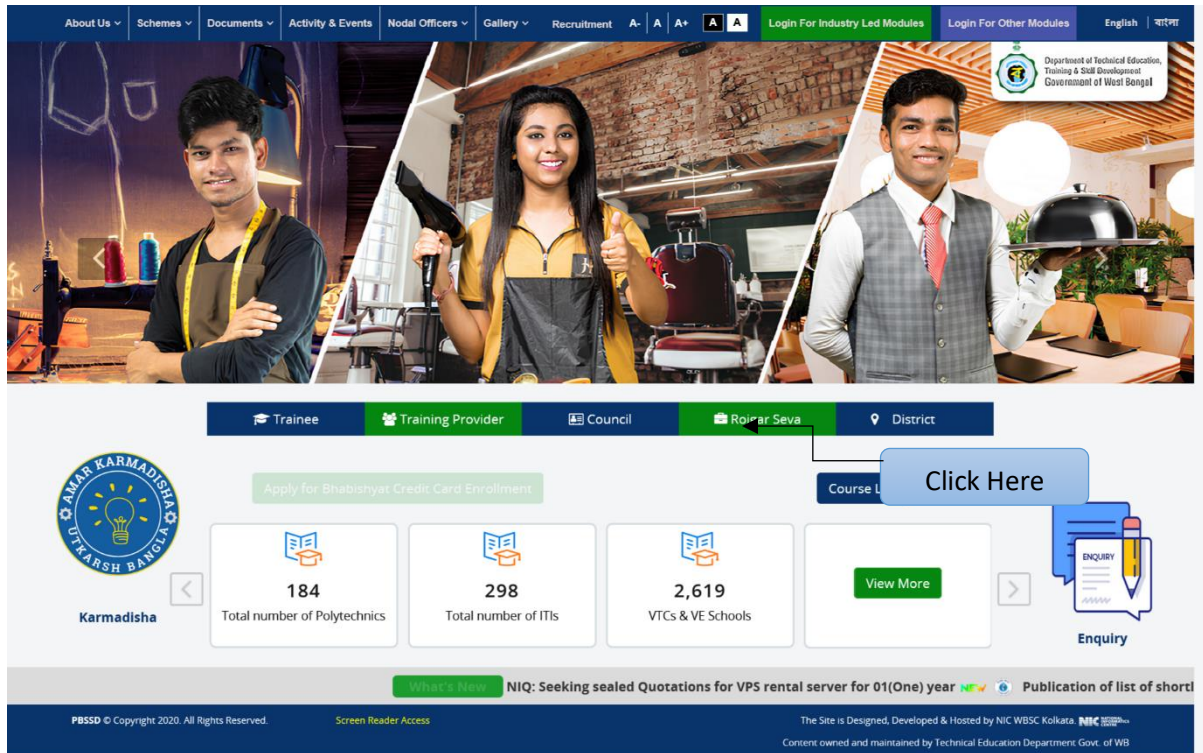 About Us Schemes Documents Activity & Events Nodal Officers Gallery Recruitment A- A A+ A A Login For Industry Led Modules Login For Other Modules English বাংলা
Department of Technical Education,
Training & Skill Development
Government of West Bengal
Trainee Training Provider Council Rojgar Seva District
Click Here
AMAR KARMADISHA
UTKARSH BANGLA
Karmadisha
Apply for Bhabishyat Credit Card Enrollment
Course L
184
Total number of Polytechnics
298
Total number of ITIs
2,619
VTCs & VE Schools
View More
ENQUIRY
Enquiry
What's New NIQ: Seeking sealed Quotations for VPS rental server for 01(One) year NEW Publication of list of shortl
PBSSD © Copyright 2020. All Rights Reserved. Screen Reader Access The Site is Designed, Developed & Hosted by NIC WBSC Kolkata. NIC
Content owned and maintained by Technical Education Department Govt. of WB